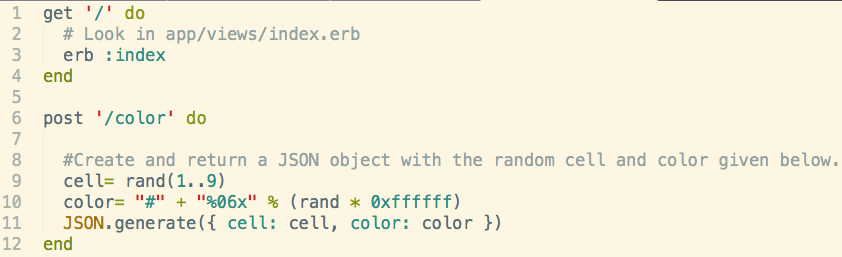 1 get '/' do
2   # Look in app/views/index.erb
3   erb :index
4 end
5
6 post '/color' do
7
8   #Create and return a JSON object with the random cell and color given below.
9   cell= rand(1..9)
10   color= "#" + "%06x" % (rand * 0xffffff)
11   JSON.generate({ cell: cell, color: color })
12 end